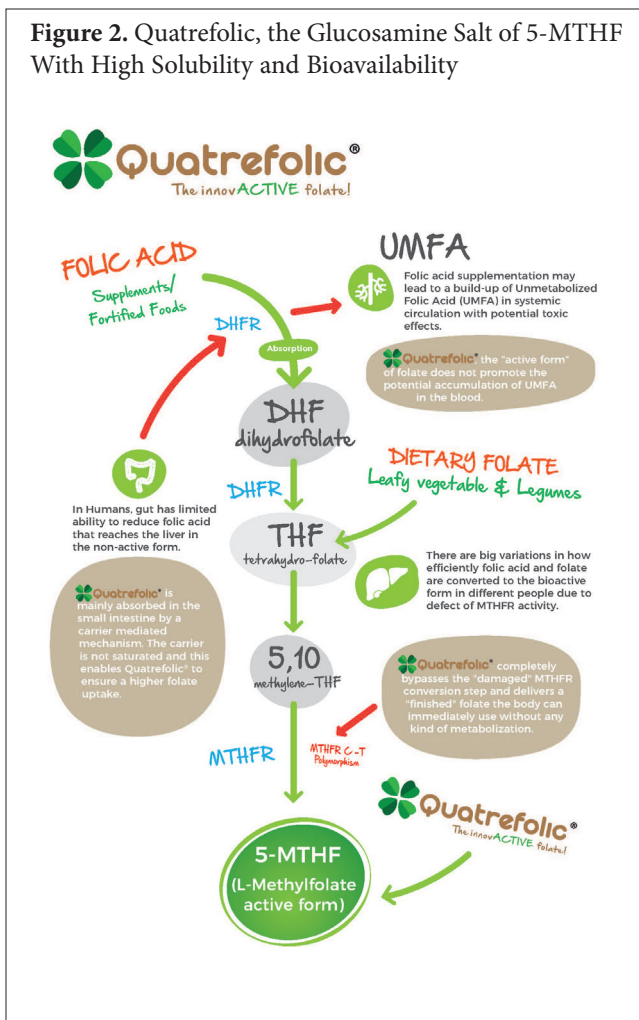 Figure 2. Quatrefolic, the Glucosamine Salt of 5-MTHF
With High Solubility and Bioavailability
Quatrefolic®
The innovACTIVE folate!
FOLIC ACID
Supplements/
Fortified Foods
DHFR
Absorption
UMFA
Folic acid supplementation may
lead to a build-up of Unmetabolized
Folic Acid (UMFA) in systemic
circulation with potential toxic
effects.
Quatrefolic® the "active form"
of folate does not promote the
potential accumulation of UMFA
in the blood.
DHF
dihydrofolate
DHFR
DIETARY FOLATE
Leafy vegetable & Legumes
In Humans, gut has limited
ability to reduce folic acid
that reaches the liver in
the non-active form.
THF
tetrahydro-folate
There are big variations in how
efficiently folic acid and folate
are converted to the bioactive
form in different people due to
defect of MTHFR activity.
Quatrefolic® is
mainly absorbed in the
small intestine by a
carrier mediated
mechanism. The carrier
is not saturated and this
enables Quatrefolic® to
ensure a higher folate
uptake.
5,10
methylene-THF
Quatrefolic® completely
bypasses the "damaged" MTHFR
conversion step and delivers a
"finished" folate the body can
immediately use without any
kind of metabolization.
MTHFR
MTHFR C-T
Polymorphism
Quatrefolic®
The innovACTIVE folate!
5-MTHF
(L-Methylfolate
active form)